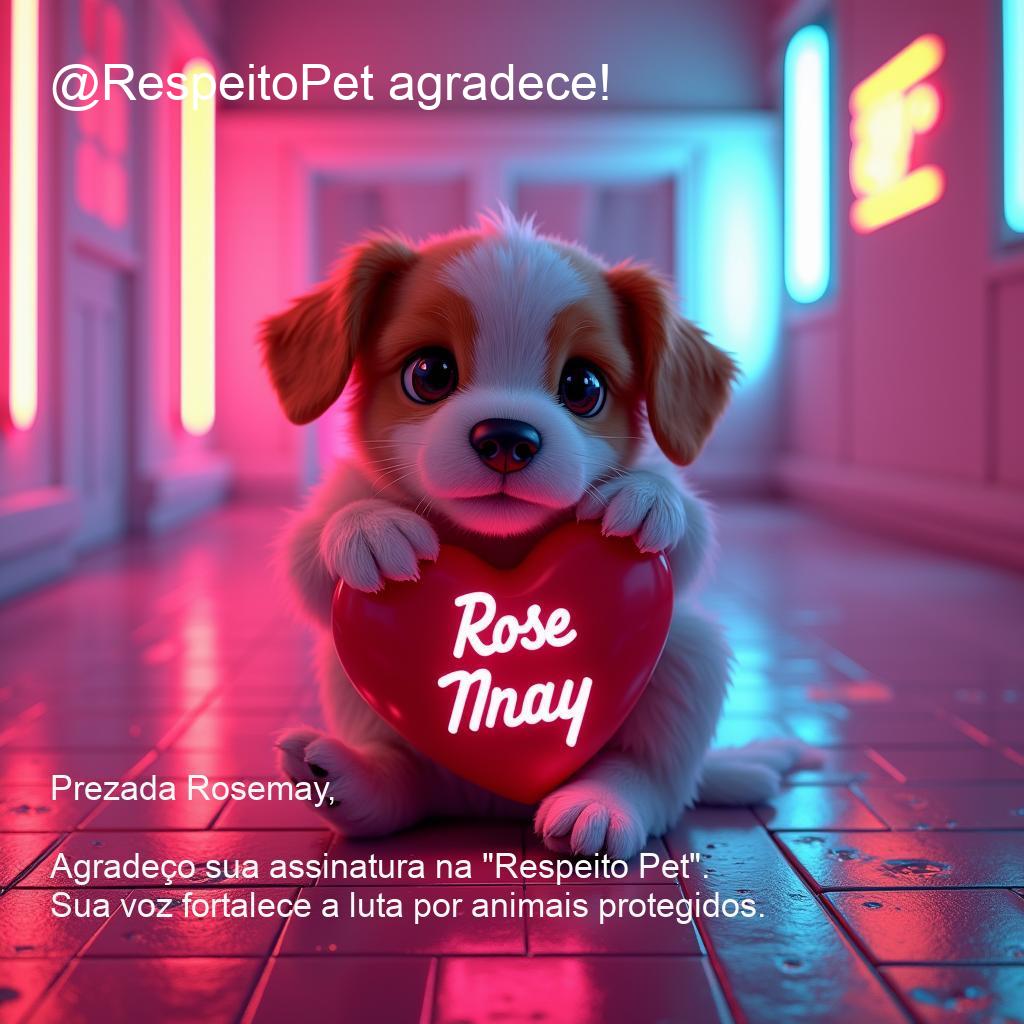 @RespeitoPet agradece!
Rose
Mnay
Prezada Rosemay,
Agradeço sua assinatura na "Respeito Pet".
Sua voz fortalece a luta por animais protegidos.